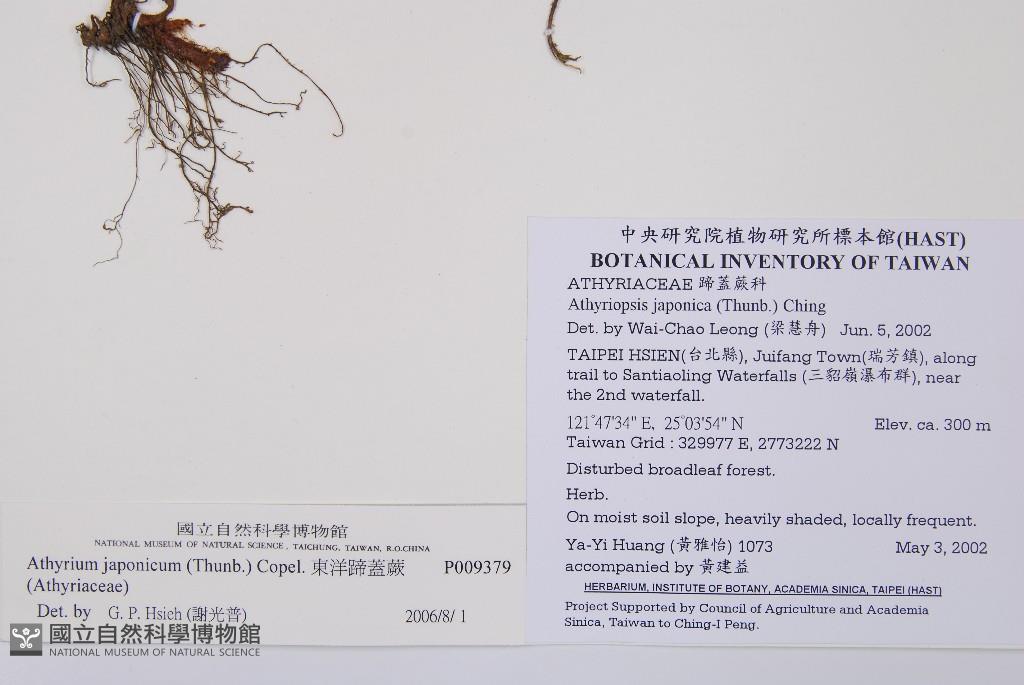 中央研究院植物研究所標本館(HAST)
BOTANICAL INVENTORY OF TAIWAN
ATHYRIACEAE 蹄蓋蕨科
Athyriopsis japonica (Thunb.) Ching
Det. by Wai-Chao Leong (梁慧舟) Jun. 5, 2002
TAIPEI HSIEN(台北縣), Juifang Town(瑞芳鎮), along
trail to Santiaoling Waterfalls (三貂嶺瀑布群), near
the 2nd waterfall.
121°47'34" E, 25°03'54" N Elev. ca. 300 m
Taiwan Grid : 329977 E, 2773222 N
Disturbed broadleaf forest.
Herb.
On moist soil slope, heavily shaded, locally frequent.
Ya-Yi Huang (黃雅怡) 1073 May 3, 2002
accompanied by 黃建益
HERBARIUM, INSTITUTE OF BOTANY, ACADEMIA SINICA, TAIPEI (HAST)
Project Supported by Council of Agriculture and Academia
Sinica, Taiwan to Ching-I Peng.
國立自然科學博物館
NATIONAL MUSEUM OF NATURAL SCIENCE, TAICHUNG, TAIWAN, R.O.CHINA
Athyrium japonicum (Thunb.) Copel. 東洋蹄蓋蕨 P009379
(Athyriaceae)
Det. by G. P. Hsieh (謝光普) 2006/8/ 1
國立自然科學博物館
NATIONAL MUSEUM OF NATURAL SCIENCE